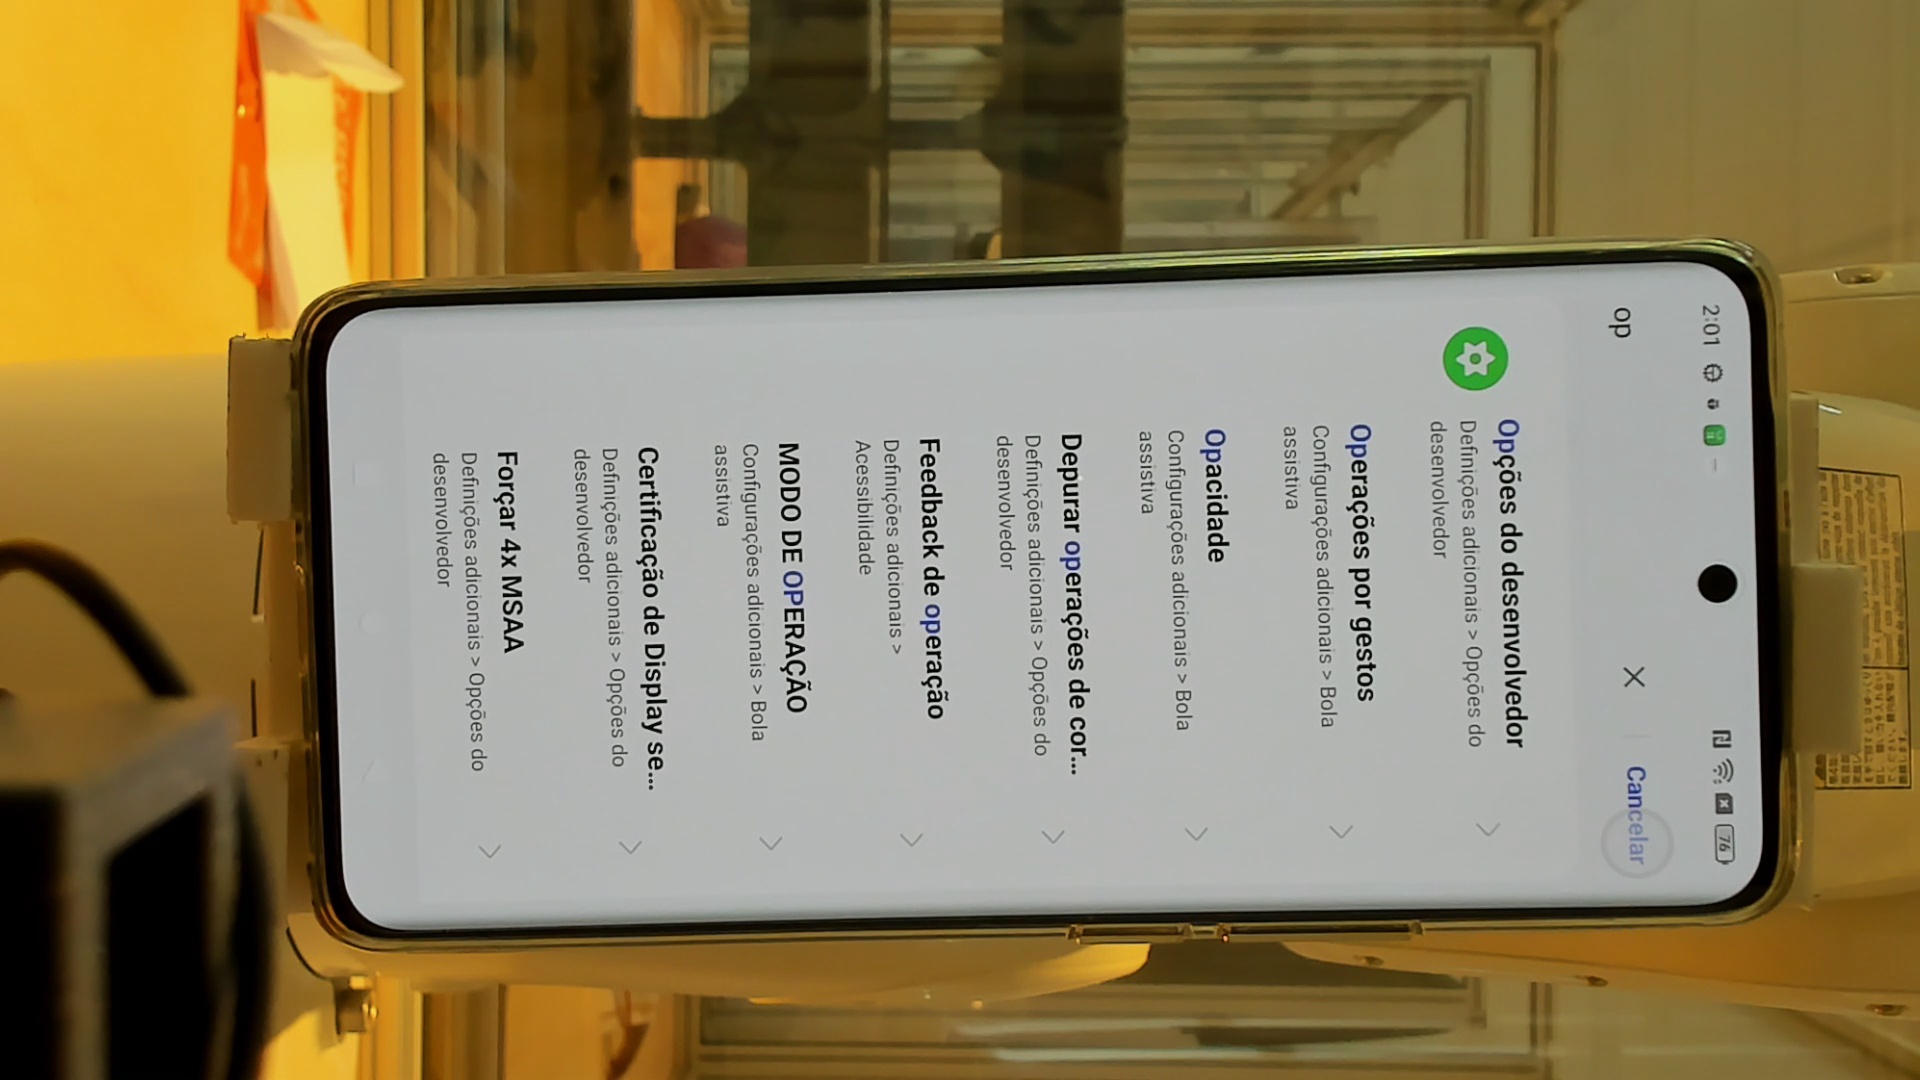 2:01
76
op
Cancelar
Opções do desenvolvedor
Definições adicionais > Opções do
desenvolvedor
Operações por gestos
Configurações adicionais > Bola
assistiva
Opacidade
Configurações adicionais > Bola
assistiva
Depurar operações de cor...
Definições adicionais > Opções do
desenvolvedor
Feedback de operação
Definições adicionais >
Acessibilidade
MODO DE OPERAÇÃO
Configurações adicionais > Bola
assistiva
Certificação de Display se...
Definições adicionais > Opções do
desenvolvedor
Forçar 4x MSAA
Definições adicionais > Opções do
desenvolvedor